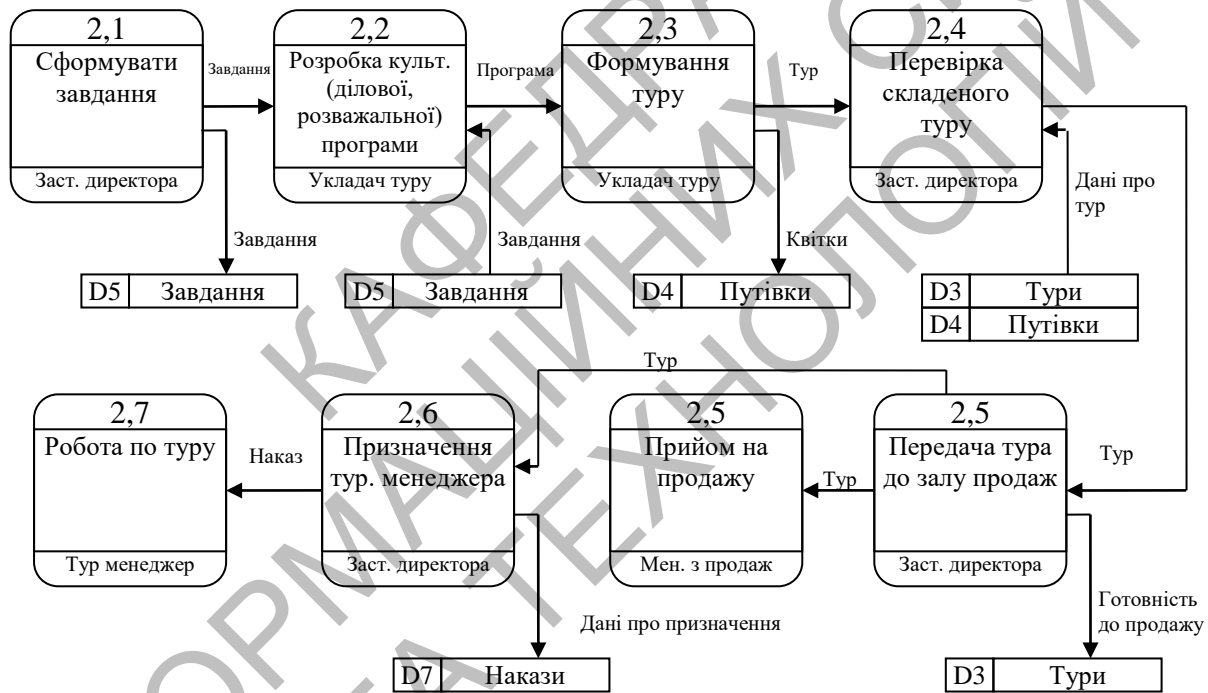 2,1
Сформувати
завдання
Заст. директора
Завдання
2,2
Розробка культ.
(ділової,
розважальної)
програми
Укладач туру
Програма
2,3
Формування
туру
Укладач туру
Тур
2,4
Перевірка
складеного
туру
Заст. директора
Завдання
Завдання
Квітки
Дані про
тур
D5 Завдання
D5 Завдання
D4 Путівки
D3 Тури
D4 Путівки
Тур
2,7
Робота по туру
Тур менеджер
Наказ
2,6
Призначення
тур. менеджера
Заст. директора
2,5
Прийом на
продажу
Мен. з продаж
Тур
2,5
Передача тура
до залу продаж
Заст. директора
Тур
Дані про призначення
Готовність
до продажу
D7 Накази
D3 Тури